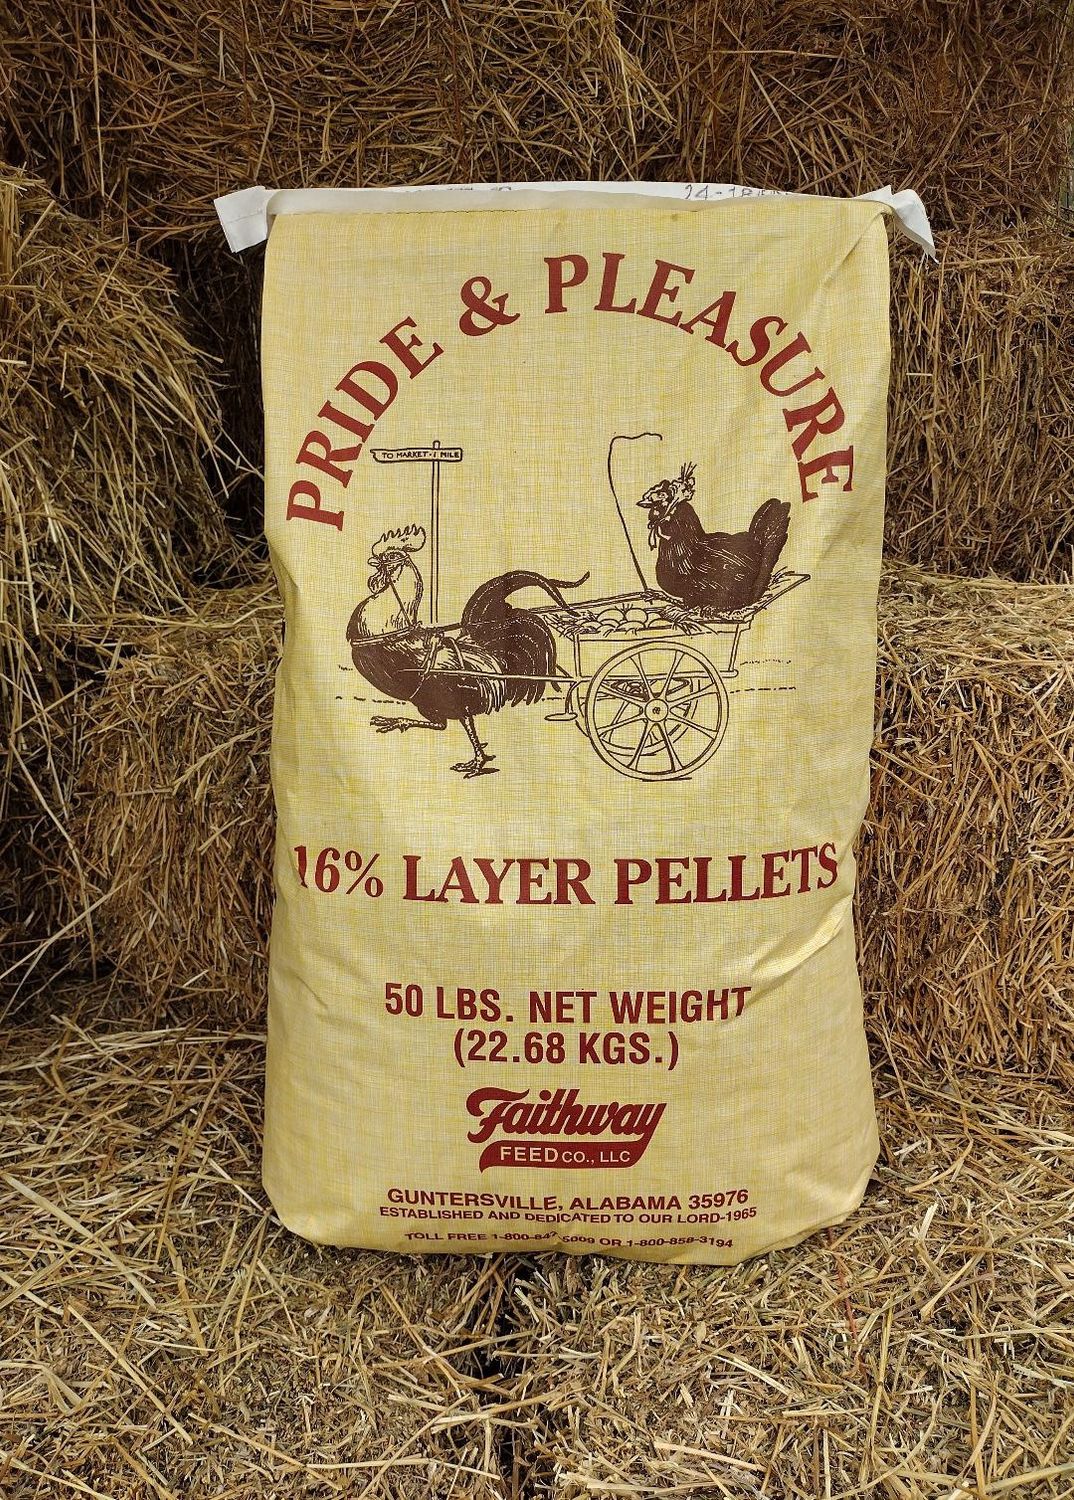 PRIDE & PLEASURE
TO MARKET-1 MILE
16% LAYER PELLETS
50 LBS. NET WEIGHT
(22.68 KGS.)
Faithway
FEED CO., LLC
GUNTERSVILLE, ALABAMA 35976
ESTABLISHED AND DEDICATED TO OUR LORD-1965
TOLL FREE OR 1-800-858-3194